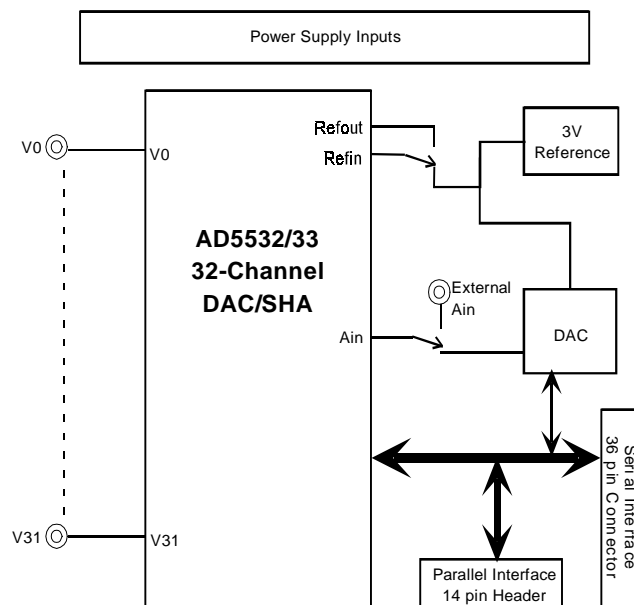 Power Supply Inputs
Refout
3V
Reference
V0
V0
Refin
AD5532/33
32-Channel
DAC/SHA
External
Ain
Ain
DAC
Serial Interface
36 pin Connector
V31
V31
Parallel Interface
14 pin Header